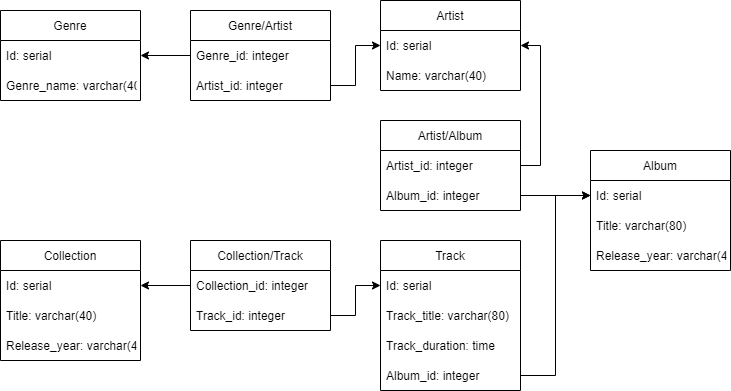 Genre
Id: serial
Genre_name: varchar(40
Genre/Artist
Genre_id: integer
Artist_id: integer
Artist
Id: serial
Name: varchar(40)
Artist/Album
Artist_id: integer
Album_id: integer
Album
Id: serial
Title: varchar(80)
Release_year: varchar(4
Collection
Id: serial
Title: varchar(40)
Release_year: varchar(4
Collection/Track
Collection_id: integer
Track_id: integer
Track
Id: serial
Track_title: varchar(80)
Track_duration: time
Album_id: integer